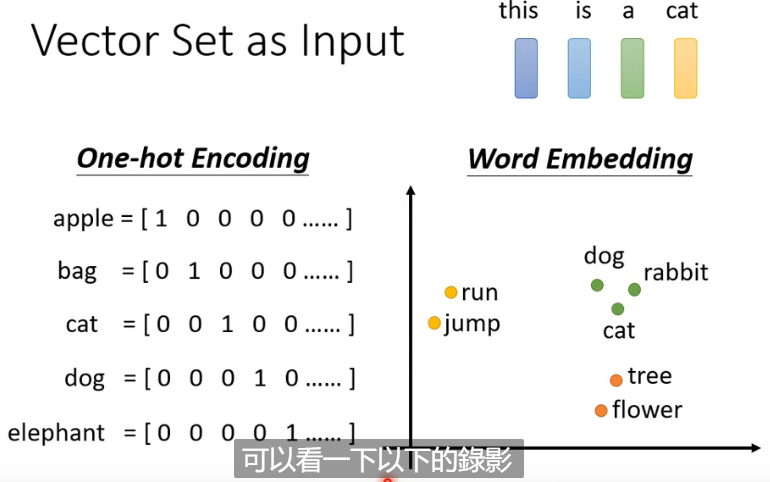 Vector Set as Input
this is a cat
One-hot Encoding
apple = [ 1 0 0 0 0 ...... ]
bag = [ 0 1 0 0 0 ...... ]
cat = [ 0 0 1 0 0 ...... ]
dog = [ 0 0 0 1 0 ...... ]
elephant = [ 0 0 0 0 1 ...... ]
Word Embedding
dog
rabbit
cat
run
jump
tree
flower
可以看一下以下的錄影